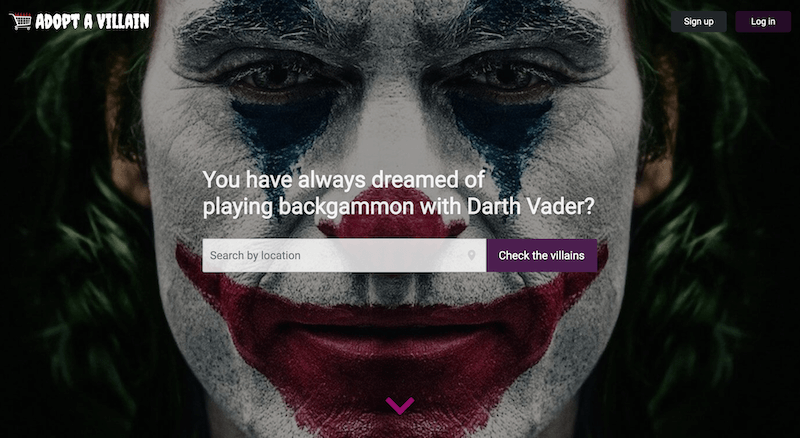 ADOPT A VILLAIN
Sign up
Log in
You have always dreamed of
playing backgammon with Darth Vader?
Search by location
Check the villains